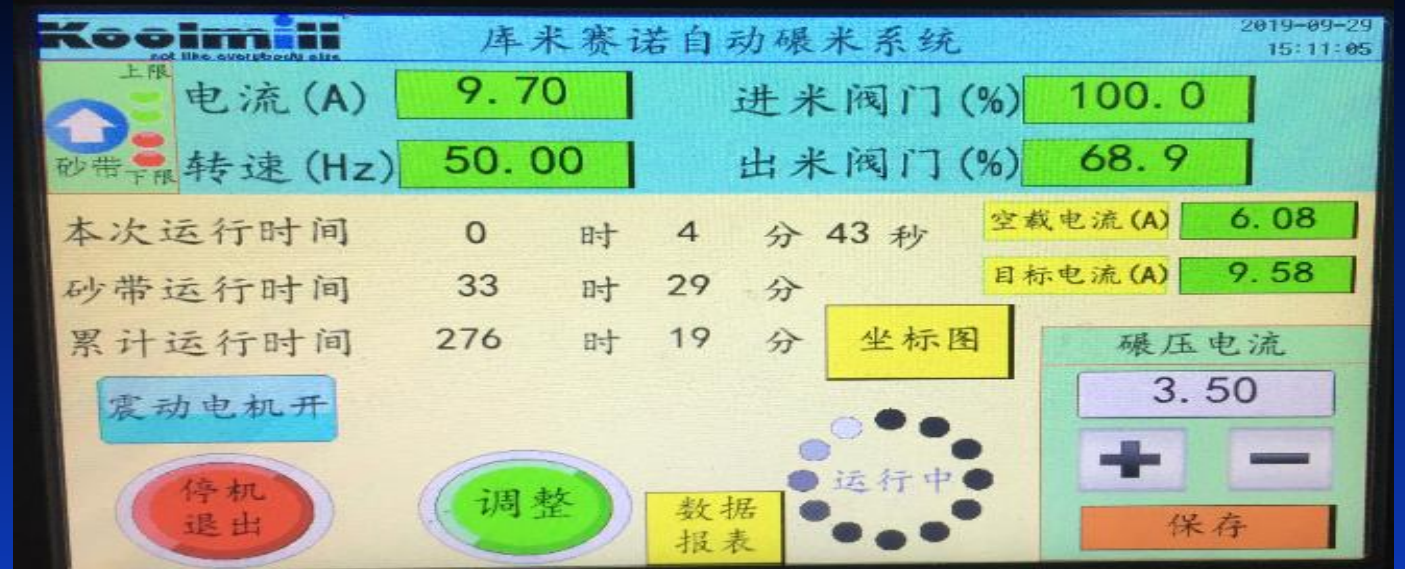 Koolmill
not like everybody else
库米赛诺自动碾米系统
2019-09-29
15:11:05
上限
砂带
下限
电流(A) 9.70 进米阀门(%) 100.0
转速(Hz) 50.00 出米阀门(%) 68.9
本次运行时间 0 时 4 分 43 秒
空载电流(A) 6.08
砂带运行时间 33 时 29 分
目标电流(A) 9.58
累计运行时间 276 时 19 分
坐标图
碾压电流
3.50
+ -
保存
震动电机开
停机
退出
调整
数据
报表
运行中